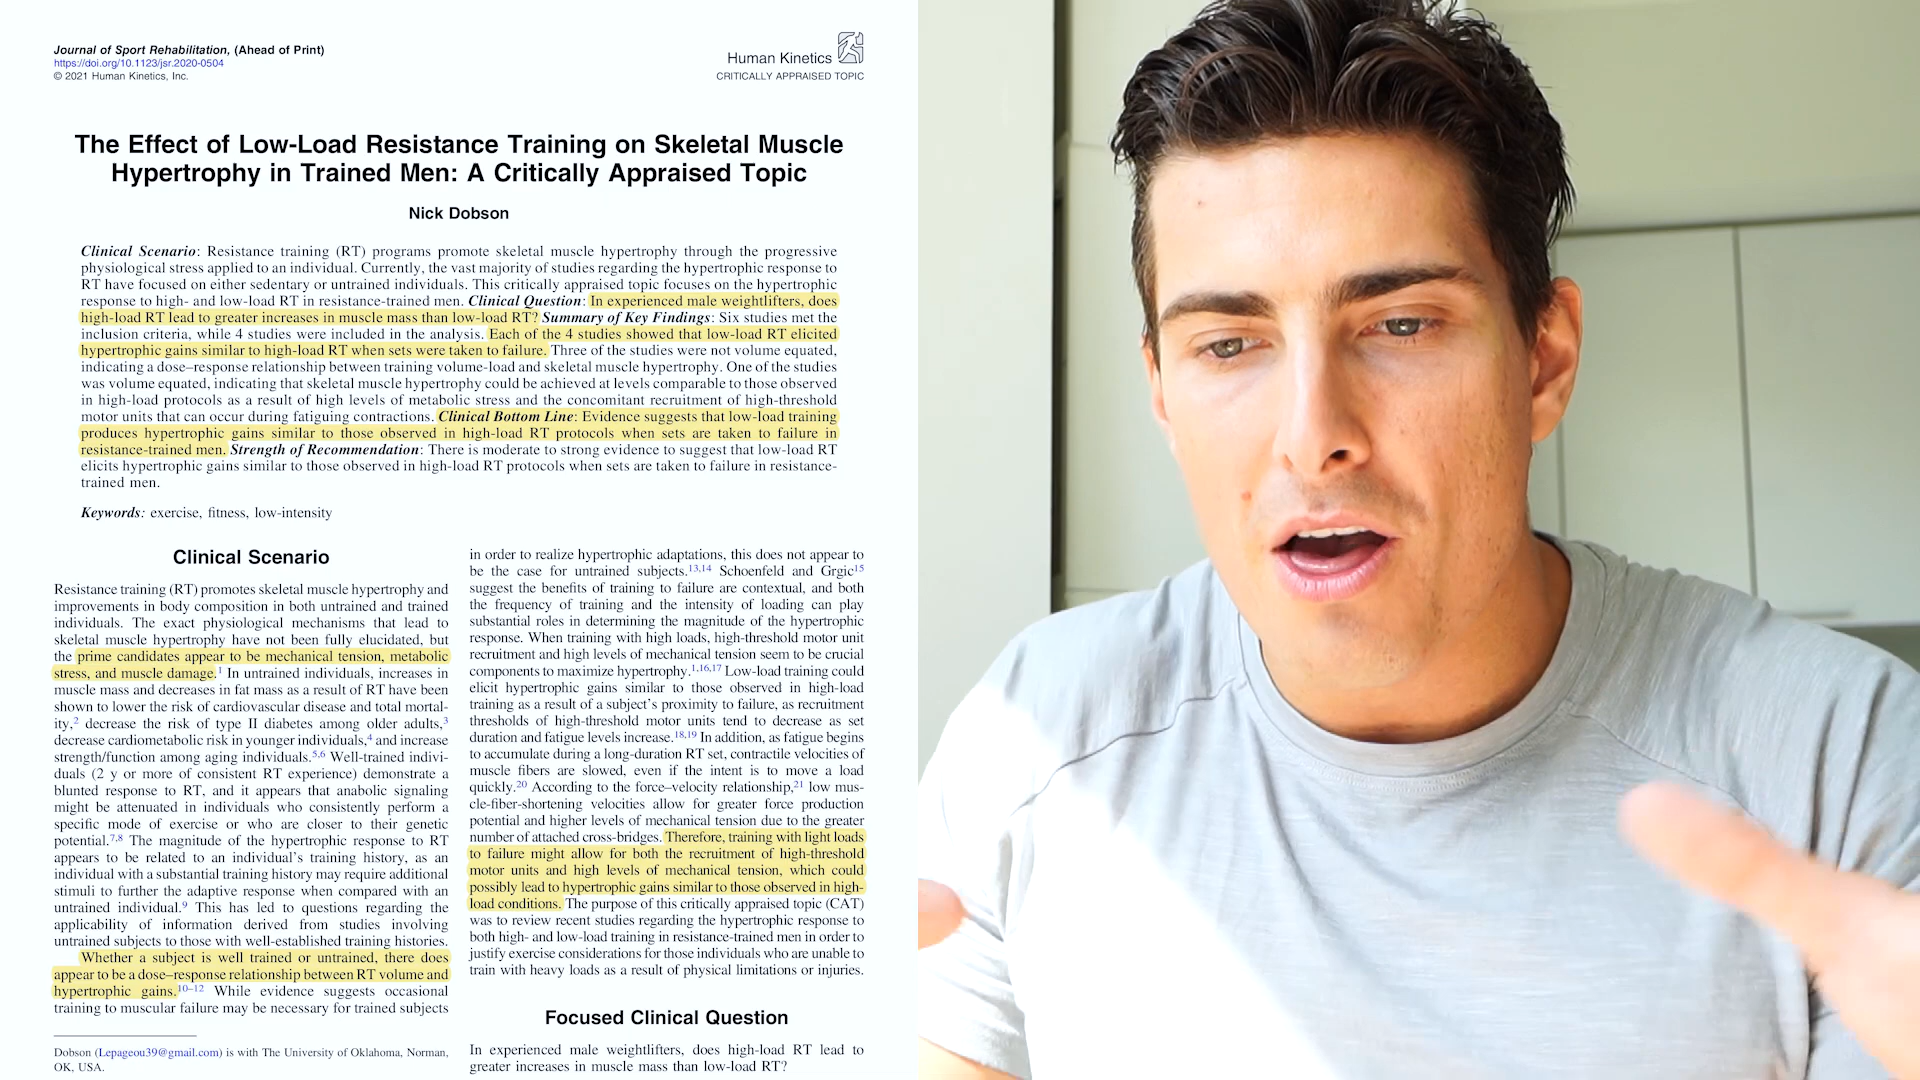 Journal of Sport Rehabilitation, (Ahead of Print)
https://doi.org/10.1123/jsr.2020-0504
© 2021 Human Kinetics, Inc.
Human Kinetics
CRITICALLY APPRAISED TOPIC
The Effect of Low-Load Resistance Training on Skeletal Muscle
Hypertrophy in Trained Men: A Critically Appraised Topic
Nick Dobson
Clinical Scenario: Resistance training (RT) programs promote skeletal muscle hypertrophy through the progressive
physiological stress applied to an individual. Currently, the vast majority of studies regarding the hypertrophic response to
RT have focused on either sedentary or untrained individuals. This critically appraised topic focuses on the hypertrophic
response to high- and low-load RT in resistance-trained men. Clinical Question: In experienced male weightlifters, does
high-load RT lead to greater increases in muscle mass than low-load RT? Summary of Key Findings: Six studies met the
inclusion criteria, while 4 studies were included in the analysis. Each of the 4 studies showed that low-load RT elicited
hypertrophic gains similar to high-load RT when sets were taken to failure. Three of the studies were not volume equated,
indicating a dose–response relationship between training volume-load and skeletal muscle hypertrophy. One of the studies
was volume equated, indicating that skeletal muscle hypertrophy could be achieved at levels comparable to those observed
in high-load protocols as a result of high levels of metabolic stress and the concomitant recruitment of high-threshold
motor units that can occur during fatiguing contractions. Clinical Bottom Line: Evidence suggests that low-load training
produces hypertrophic gains similar to those observed in high-load RT protocols when sets are taken to failure in
resistance-trained men. Strength of Recommendation: There is moderate to strong evidence to suggest that low-load RT
elicits hypertrophic gains similar to those observed in high-load RT protocols when sets are taken to failure in resistance-
trained men.
Keywords: exercise, fitness, low-intensity
Clinical Scenario
Resistance training (RT) promotes skeletal muscle hypertrophy and
improvements in body composition in both untrained and trained
individuals. The exact physiological mechanisms that lead to
skeletal muscle hypertrophy have not been fully elucidated, but
the prime candidates appear to be mechanical tension, metabolic
stress, and muscle damage.1 In untrained individuals, increases in
muscle mass and decreases in fat mass as a result of RT have been
shown to lower the risk of cardiovascular disease and total mortal-
ity,2 decrease the risk of type II diabetes among older adults,3
decrease cardiometabolic risk in younger individuals,4 and increase
strength/function among aging individuals.5,6 Well-trained indivi-
duals (2 y or more of consistent RT experience) demonstrate a
blunted response to RT, and it appears that anabolic signaling
might be attenuated in individuals who consistently perform a
specific mode of exercise or who are closer to their genetic
potential.7,8 The magnitude of the hypertrophic response to RT
appears to be related to an individual's training history, as an
individual with a substantial training history may require additional
stimuli to further the adaptive response when compared with an
untrained individual.9 This has led to questions regarding the
applicability of information derived from studies involving
untrained subjects to those with well-established training histories.
Whether a subject is well trained or untrained, there does
appear to be a dose–response relationship between RT volume and
hypertrophic gains.10–12 While evidence suggests occasional
training to muscular failure may be necessary for trained subjects
Dobson (Lepageou39@gmail.com) is with The University of Oklahoma, Norman,
OK, USA.
in order to realize hypertrophic adaptations, this does not appear to
be the case for untrained subjects.13,14 Schoenfeld and Grgic15
suggest the benefits of training to failure are contextual, and both
the frequency of training and the intensity of loading can play
substantial roles in determining the magnitude of the hypertrophic
response. When training with high loads, high-threshold motor unit
recruitment and high levels of mechanical tension seem to be crucial
components to maximize hypertrophy.1,16,17 Low-load training could
elicit hypertrophic gains similar to those observed in high-load
training as a result of a subject's proximity to failure, as recruitment
thresholds of high-threshold motor units tend to decrease as set
duration and fatigue levels increase.18,19 In addition, as fatigue begins
to accumulate during a long-duration RT set, contractile velocities of
muscle fibers are slowed, even if the intent is to move a load
quickly.20 According to the force–velocity relationship,21 low mus-
cle-fiber-shortening velocities allow for greater force production
potential and higher levels of mechanical tension due to the greater
number of attached cross-bridges. Therefore, training with light loads
to failure might allow for both the recruitment of high-threshold
motor units and high levels of mechanical tension, which could
possibly lead to hypertrophic gains similar to those observed in high-
load conditions. The purpose of this critically appraised topic (CAT)
was to review recent studies regarding the hypertrophic response to
both high- and low-load training in resistance-trained men in order to
justify exercise considerations for those individuals who are unable to
train with heavy loads as a result of physical limitations or injuries.
Focused Clinical Question
In experienced male weightlifters, does high-load RT lead to
greater increases in muscle mass than low-load RT?